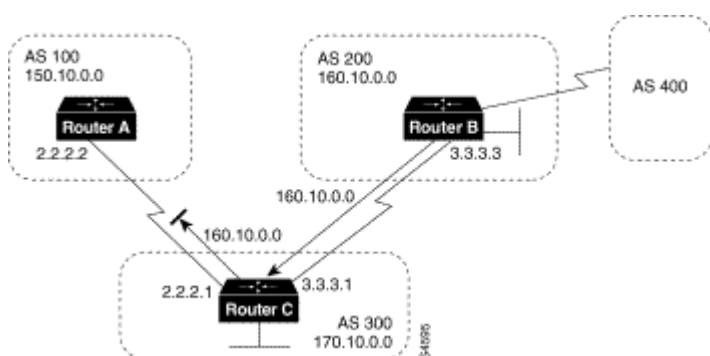 AS 100
150.10.0.0
Router A
2.2.2.2
AS 200
160.10.0.0
Router B
3.3.3.3
AS 400
160.10.0.0
160.10.0.0
2.2.2.1
3.3.3.1
Router C
AS 300
170.10.0.0